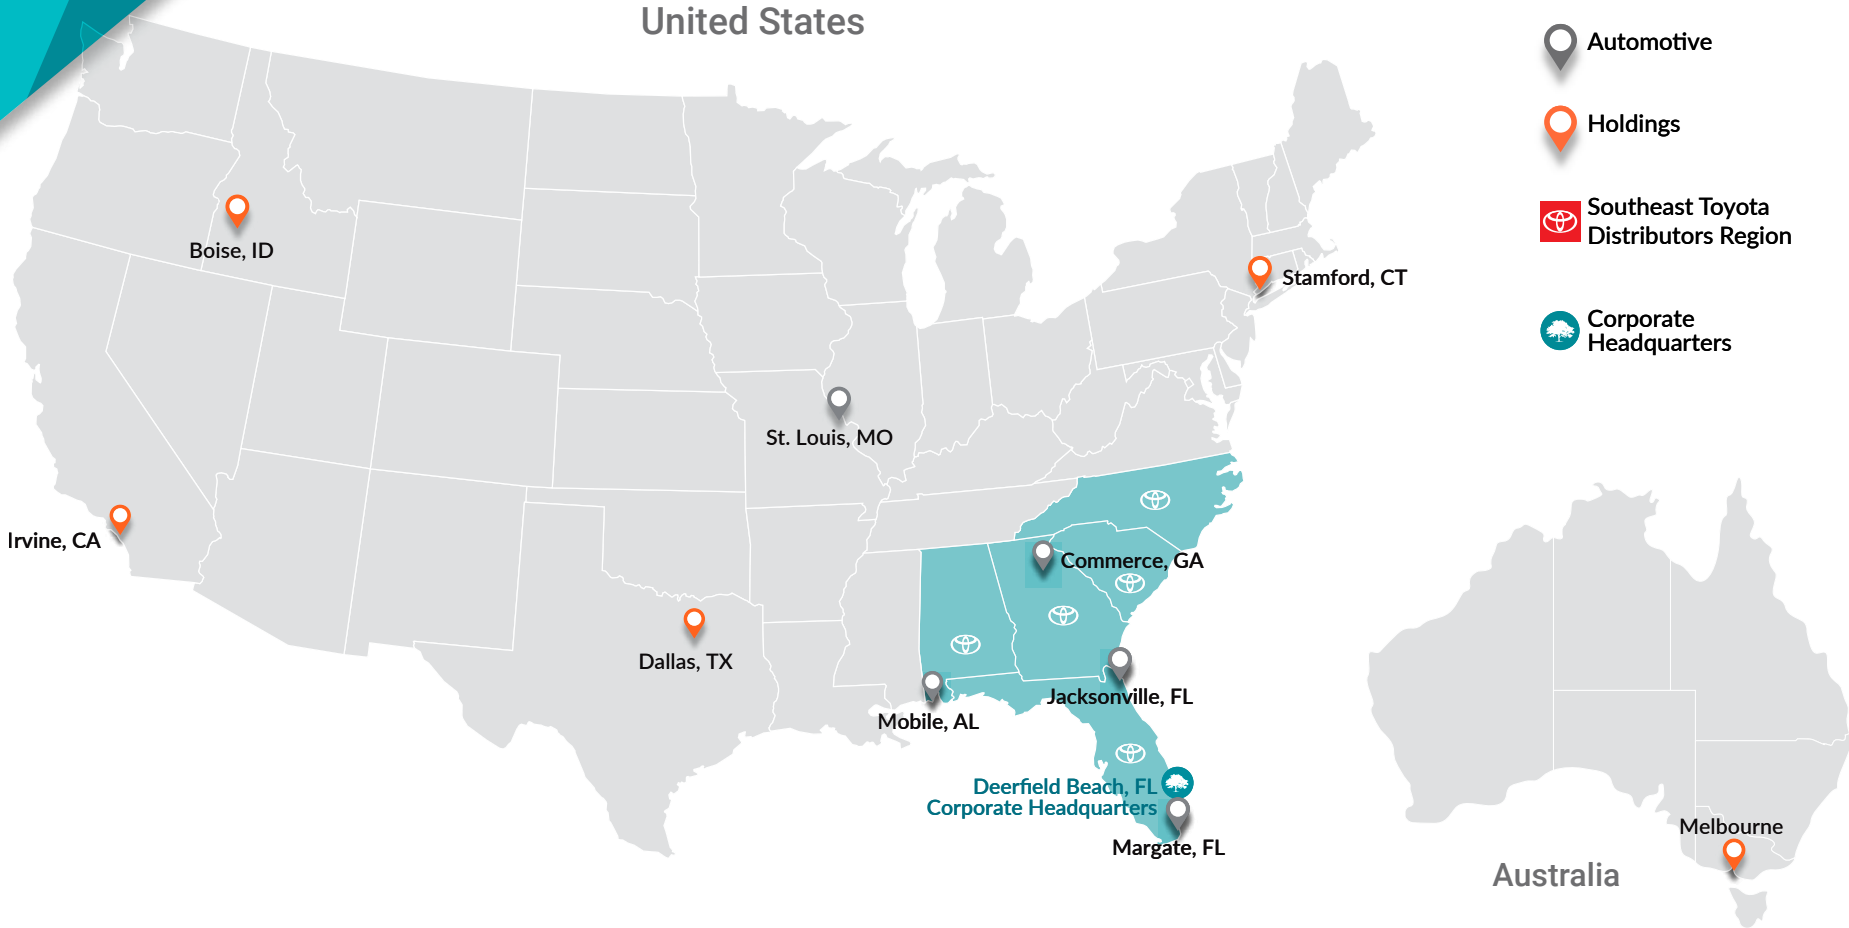 United States
Automotive
Holdings
Southeast Toyota
Distributors Region
Corporate
Headquarters
Boise, ID
Stamford, CT
St. Louis, MO
Irvine, CA
Commerce, GA
Dallas, TX
Jacksonville, FL
Mobile, AL
Deerfield Beach, FL
Corporate Headquarters
Margate, FL
Melbourne
Australia